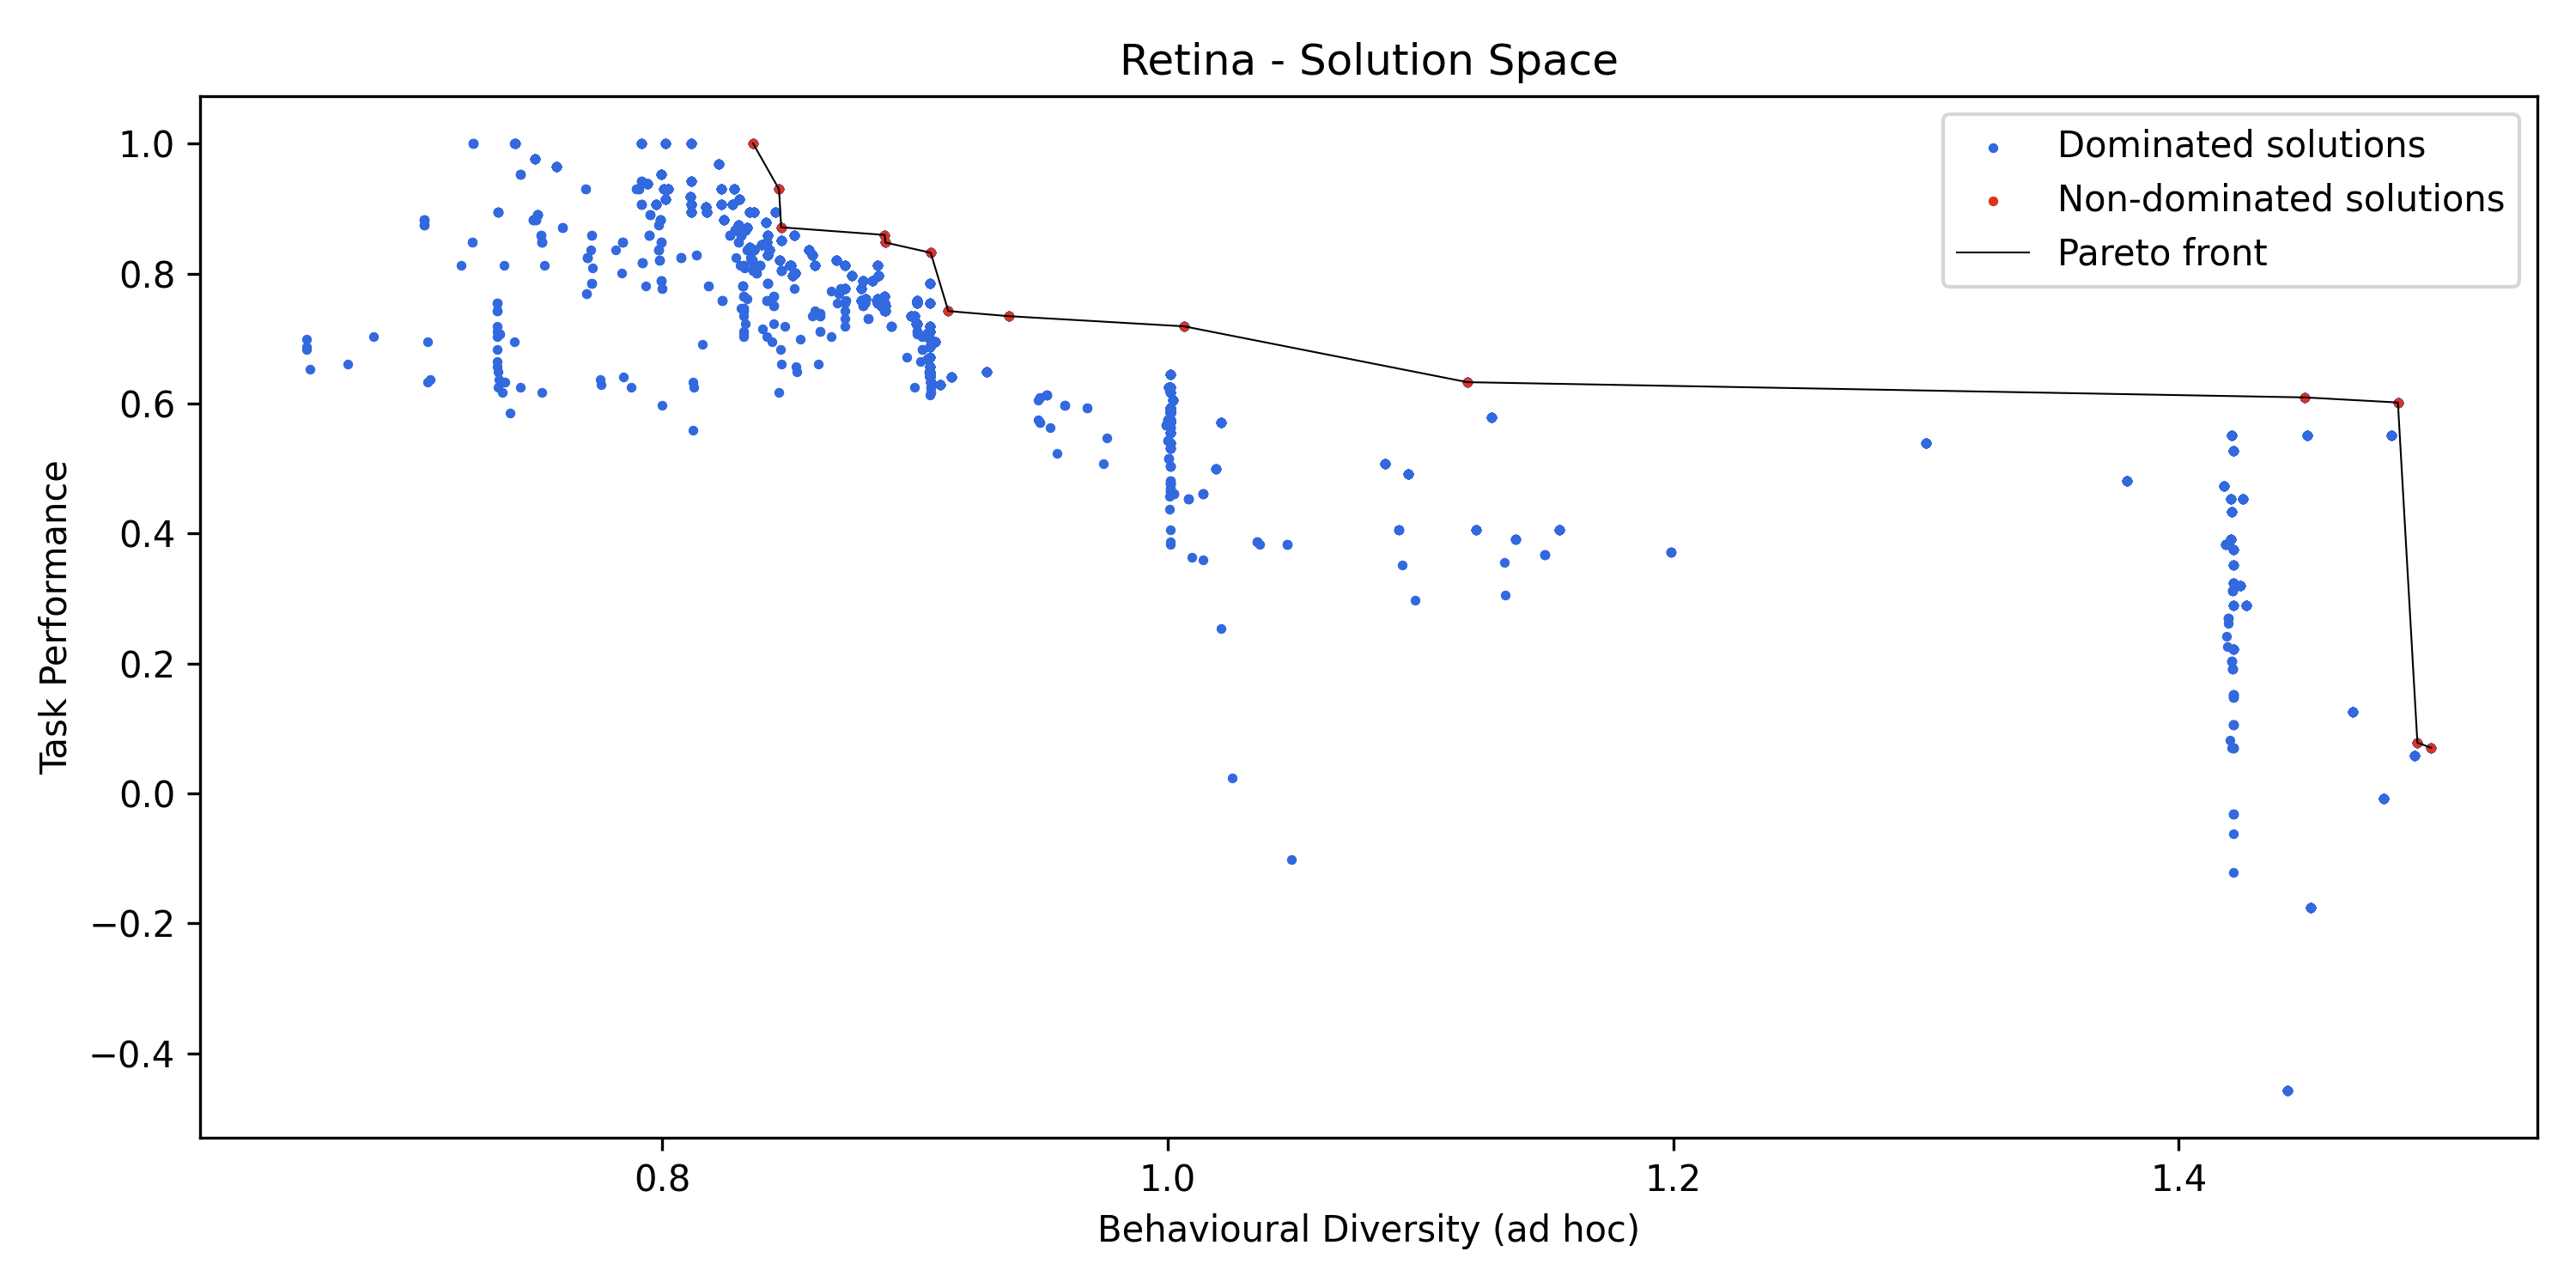 Retina - Solution Space
Dominated solutions
Non-dominated solutions
Pareto front
Task Performance
1.0
0.8
0.6
0.4
0.2
0.0
−0.2
−0.4
0.8 1.0 1.2 1.4
Behavioural Diversity (ad hoc)